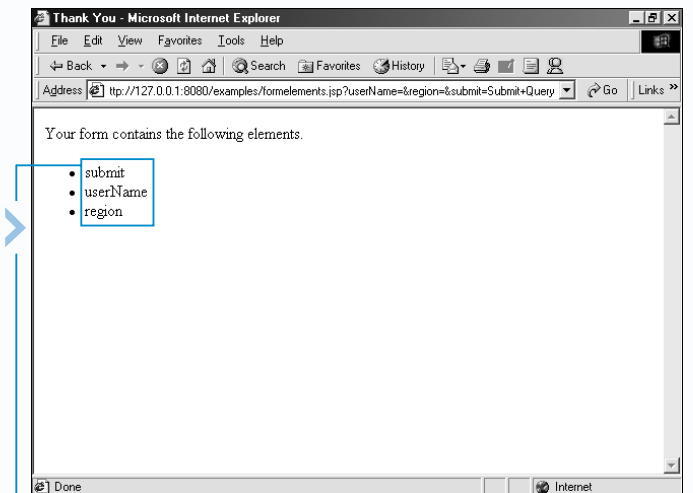 Thank You - Microsoft Internet Explorer
File Edit View Favorites Tools Help
Back Search Favorites History
Address ttp://127.0.0.1:8080/examples/formelements.jsp?userName=&region=&submit=Submit+Query Go Links »
Your form contains the following elements.
• submit
• userName
• region
Done Internet